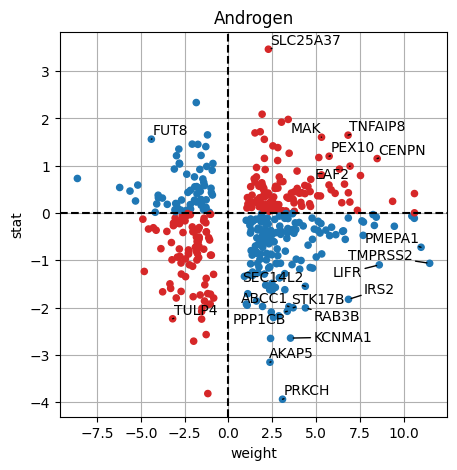 Androgen
SLC25A37
FUT8
MAK
TNFAIP8
PEX10
CENPN
EAF2
PMEPA1
TMPRSS2
LIFR
SEC14L2
IRS2
ABCC1
STK17B
TULP4
PPP1CB
RAB3B
KCNMA1
AKAP5
PRKCH
stat
3
2
1
0
−1
−2
−3
−4
−7.5
−5.0
−2.5
0.0
2.5
5.0
7.5
10.0
weight